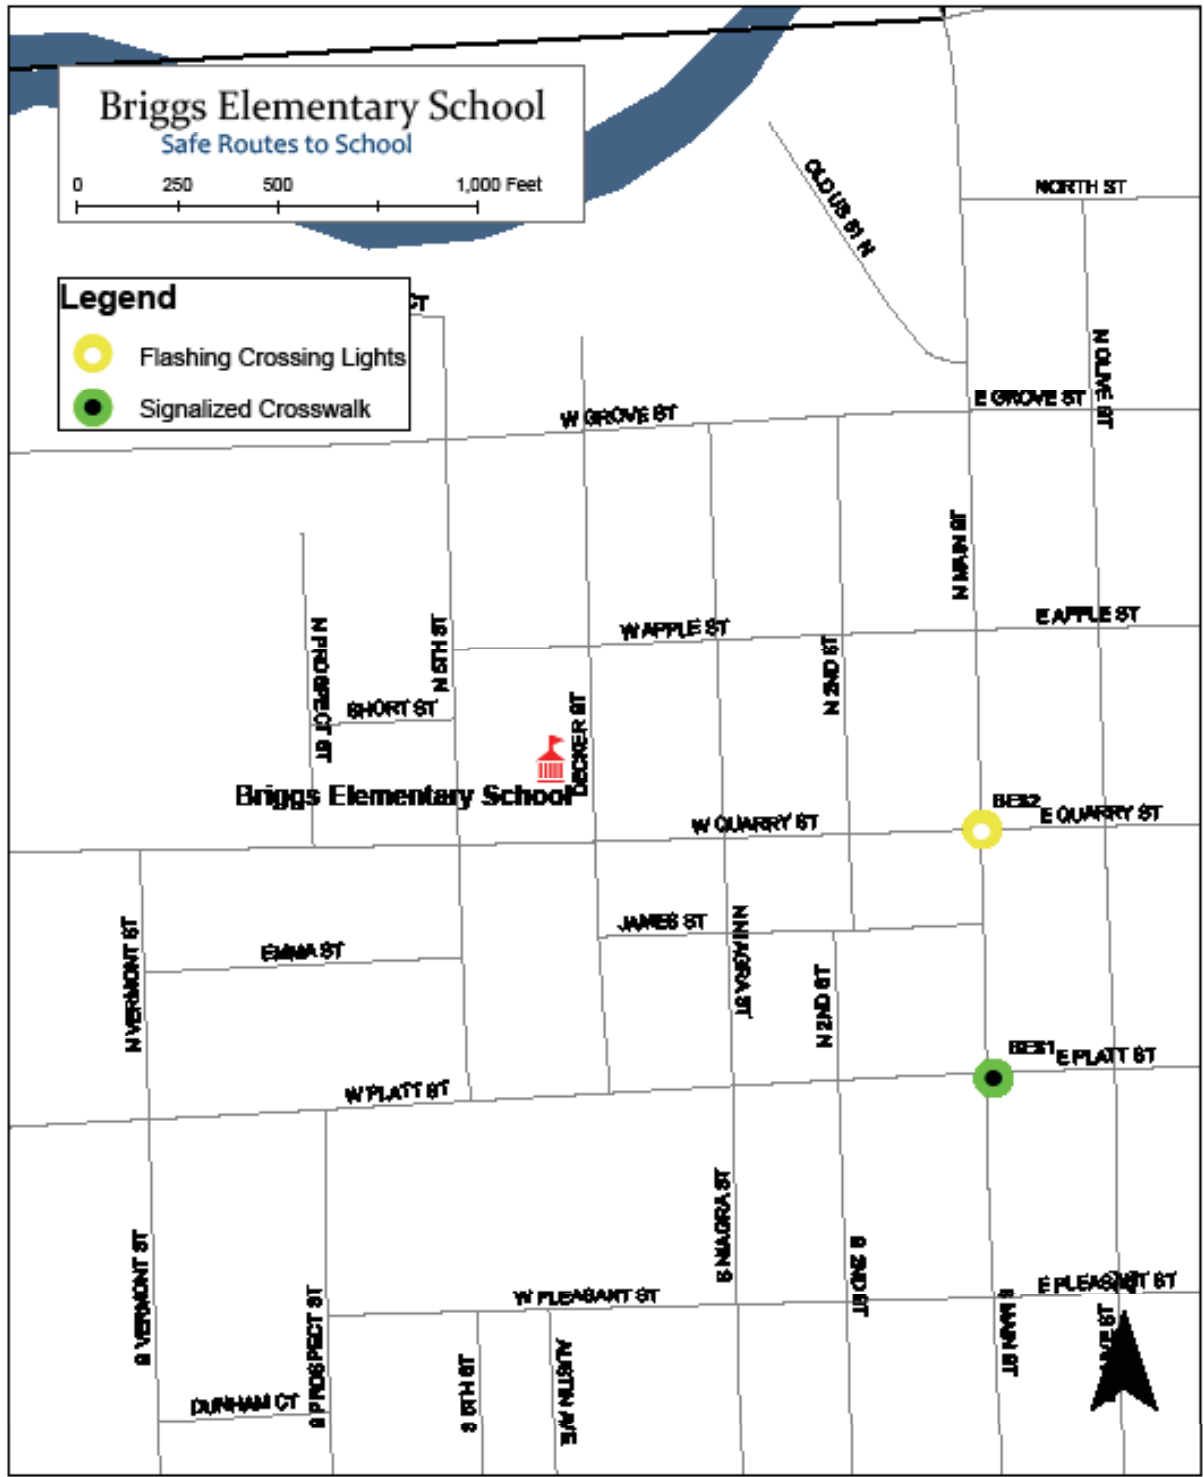 Briggs Elementary School
Safe Routes to School
0 250 500 1,000 Feet
NORTH ST
OLD US 51 N
Legend
CT
Flashing Crossing Lights
Signalized Crosswalk
N OLIVE ST
E GROVE ST
W GROVE ST
N MAIN ST
E APPLE ST
W APPLE ST
N 5TH ST
N PROSPECT ST
N 2ND ST
SHORT ST
DECKER ST
Briggs Elementary School
BES2
E QUARRY ST
W QUARRY ST
JAMES ST
N NIAGRA ST
N VERMONT ST
EMMA ST
N 2ND ST
BES1
E PLATT ST
W PLATT ST
S NIAGRA ST
S VERMONT ST
S 2ND ST
E PLEASANT ST
W PLEASANT ST
S PROSPECT ST
S MAIN ST
S 5TH ST
AUSTIN AVE
DUNHAM CT